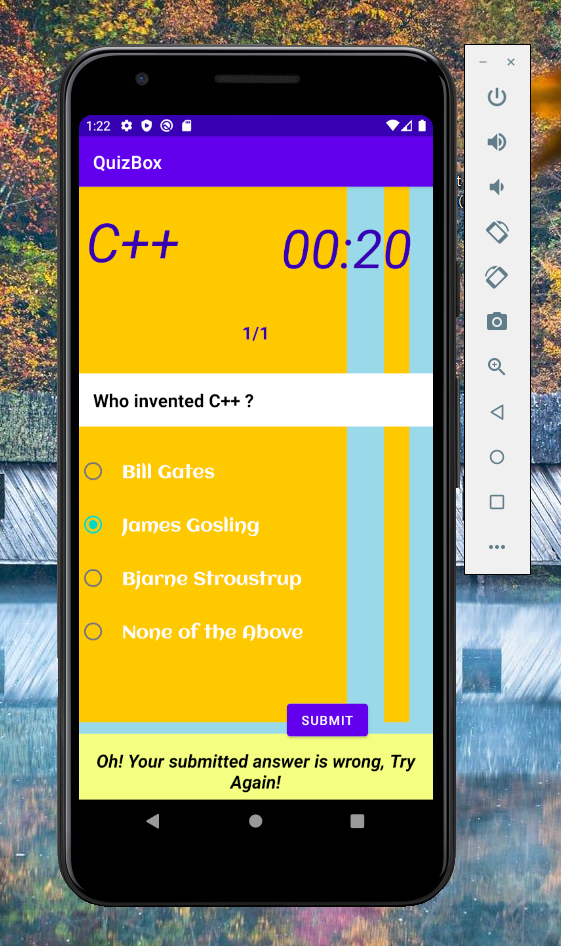 1:22
QuizBox
C++
00:20
1/1
Who invented C++ ?
Bill Gates
James Gosling
Bjarne Stroustrup
None of the Above
SUBMIT
Oh! Your submitted answer is wrong, Try
Again!